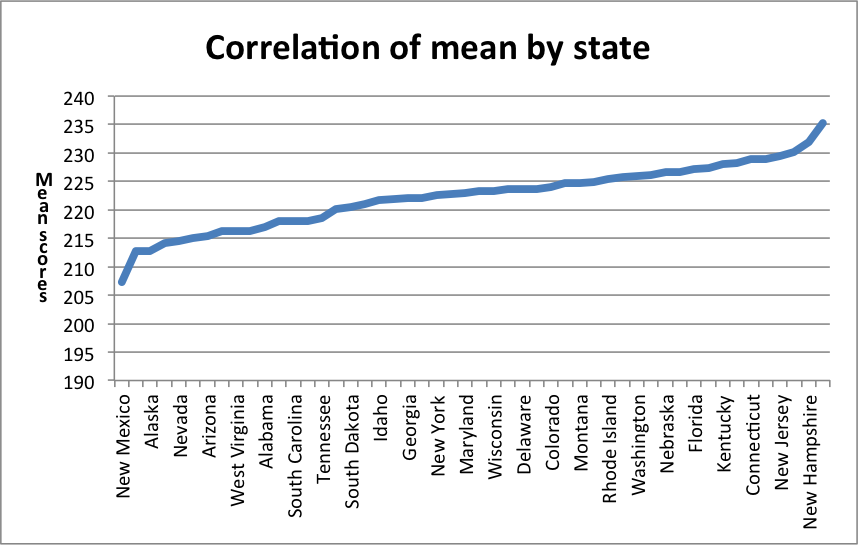 Correlation of mean by state
Mean scores
240
235
230
225
220
215
210
205
200
195
190
New Mexico
Alaska
Nevada
Arizona
West Virginia
Alabama
South Carolina
Tennessee
South Dakota
Idaho
Georgia
New York
Maryland
Wisconsin
Delaware
Colorado
Montana
Rhode Island
Washington
Nebraska
Florida
Kentucky
Connecticut
New Jersey
New Hampshire